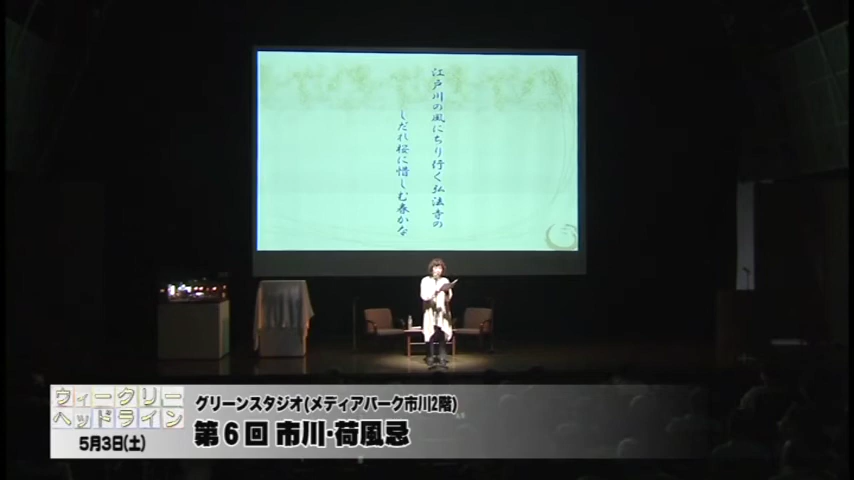 江戸川の風にちり行く弘法寺の
しだれ桜に惜しむ春かな
ウィークリー
ヘッドライン
5月3日(土)
グリーンスタジオ(メディアパーク市川2階)
第6回 市川・荷風忌